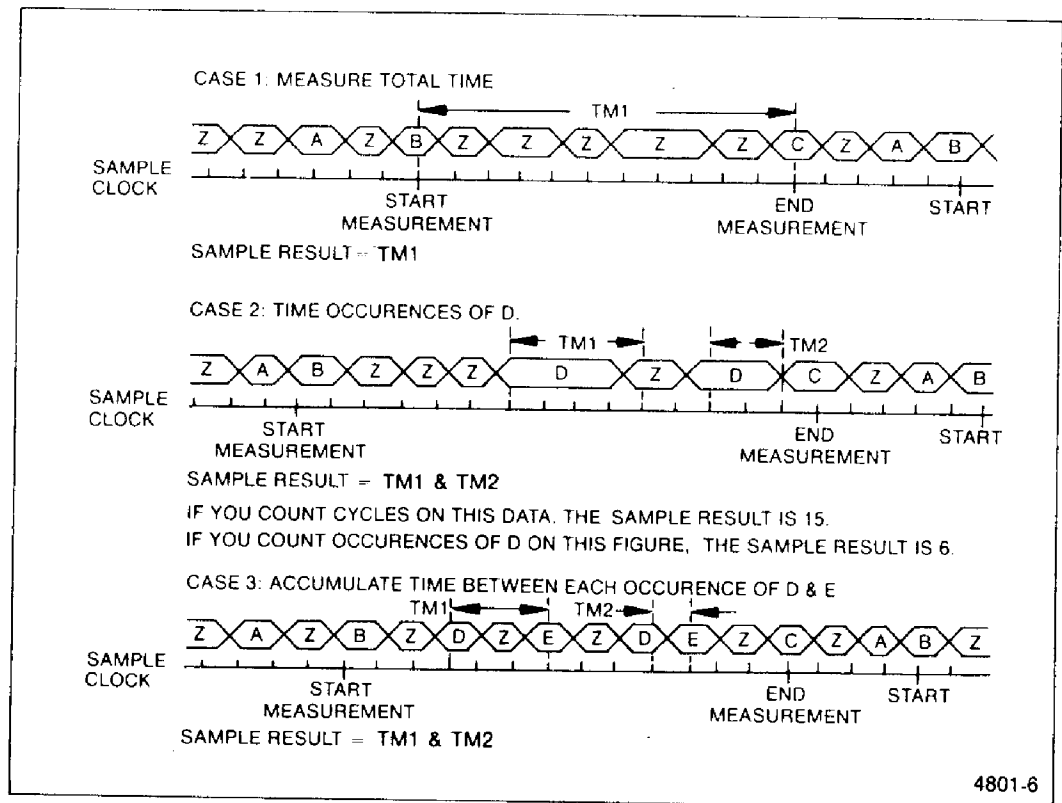 CASE 1: MEASURE TOTAL TIME
TM1
Z Z A Z B Z Z Z Z Z C Z A B
SAMPLE
CLOCK
START
MEASUREMENT
END
MEASUREMENT
START
SAMPLE RESULT = TM1
CASE 2: TIME OCCURENCES OF D.
TM1
TM2
Z A B Z Z Z D Z D C Z A B
SAMPLE
CLOCK
START
MEASUREMENT
END
MEASUREMENT
START
SAMPLE RESULT = TM1 & TM2
IF YOU COUNT CYCLES ON THIS DATA. THE SAMPLE RESULT IS 15.
IF YOU COUNT OCCURENCES OF D ON THIS FIGURE, THE SAMPLE RESULT IS 6.
CASE 3: ACCUMULATE TIME BETWEEN EACH OCCURENCE OF D & E
TM1
TM2
Z A Z B Z D Z E Z D E Z C Z A B Z
SAMPLE
CLOCK
START
MEASUREMENT
END
MEASUREMENT
START
SAMPLE RESULT = TM1 & TM2
4801-6